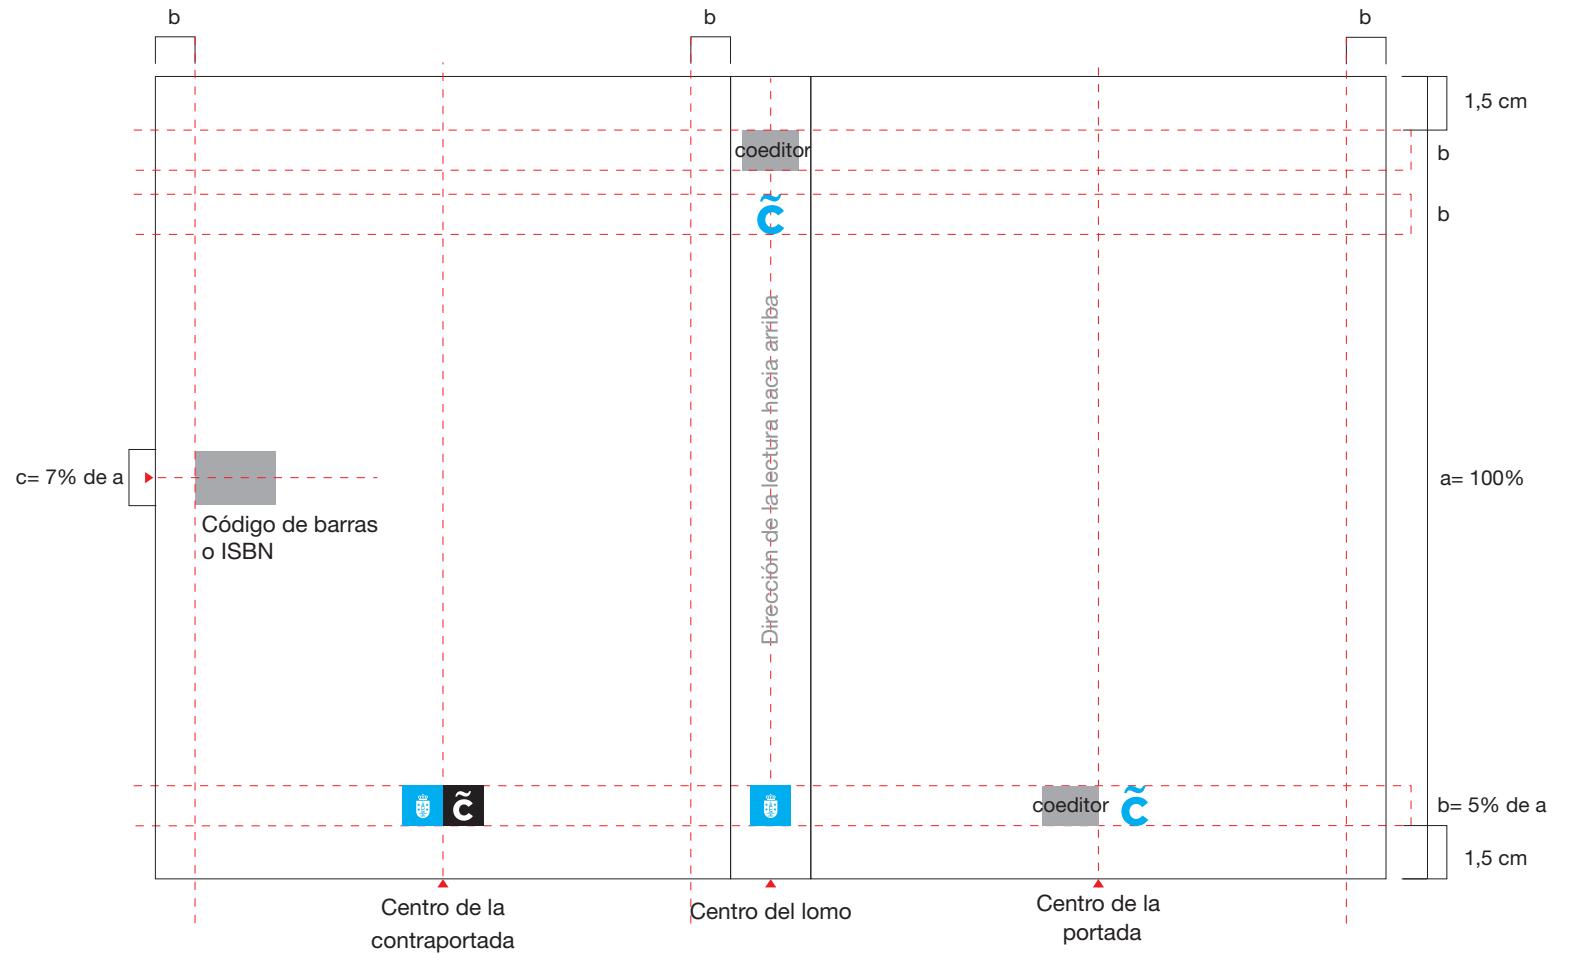 b
b
b
1,5 cm
coeditor
b
c̃
b
Dirección de la lectura hacia arriba
c= 7% de a
a= 100%
Código de barras
o ISBN
c̃
coeditor
c̃
b= 5% de a
1,5 cm
Centro de la
contraportada
Centro del lomo
Centro de la
portada